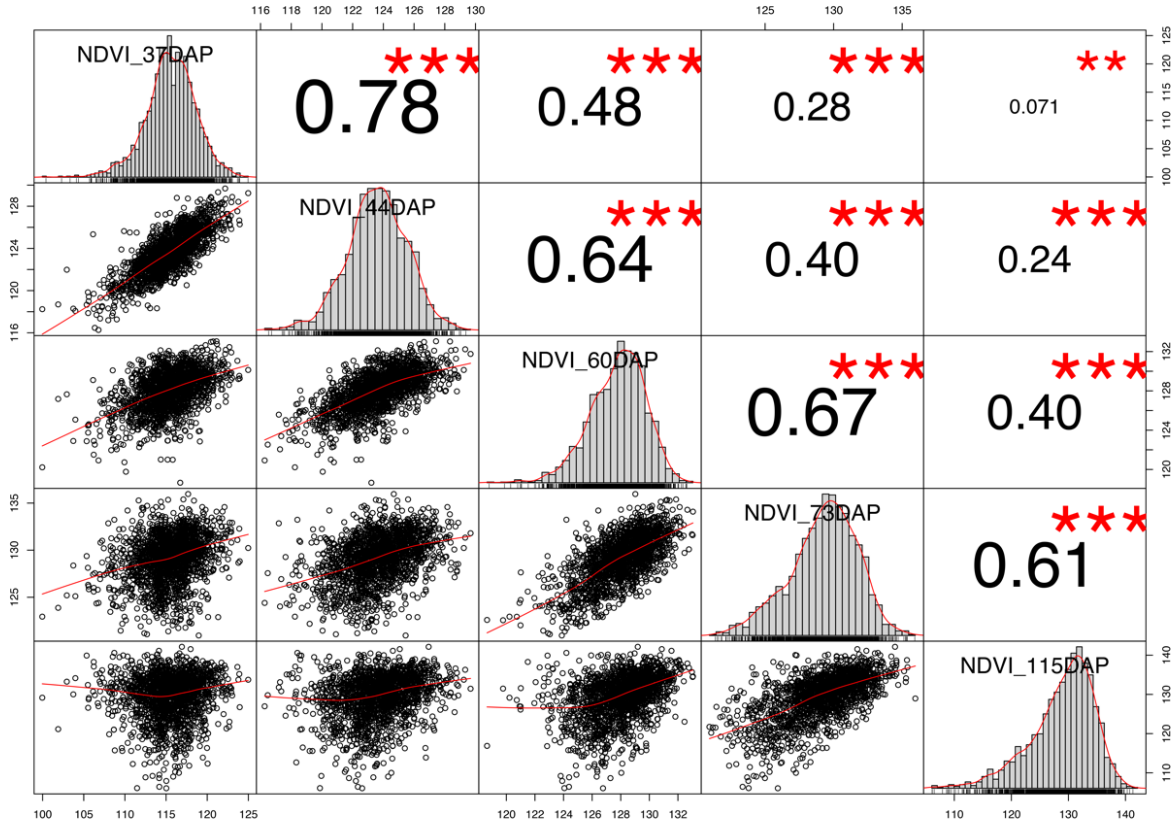 116 118 120 122 124 126 128 130 125 130 135
NDVI_37DAP 0.78 *** 0.48 *** 0.28 *** 0.071 ** 100 105 110 115 120 125
116 120 124 128 NDVI_44DAP 0.64 *** 0.40 *** 0.24 ***
NDVI_60DAP 0.67 *** 0.40 *** 120 124 128 132
125 130 135 NDVI_73DAP 0.61 ***
NDVI_115DAP 110 120 130 140
100 105 110 115 120 125 120 122 124 126 128 130 132 110 120 130 140